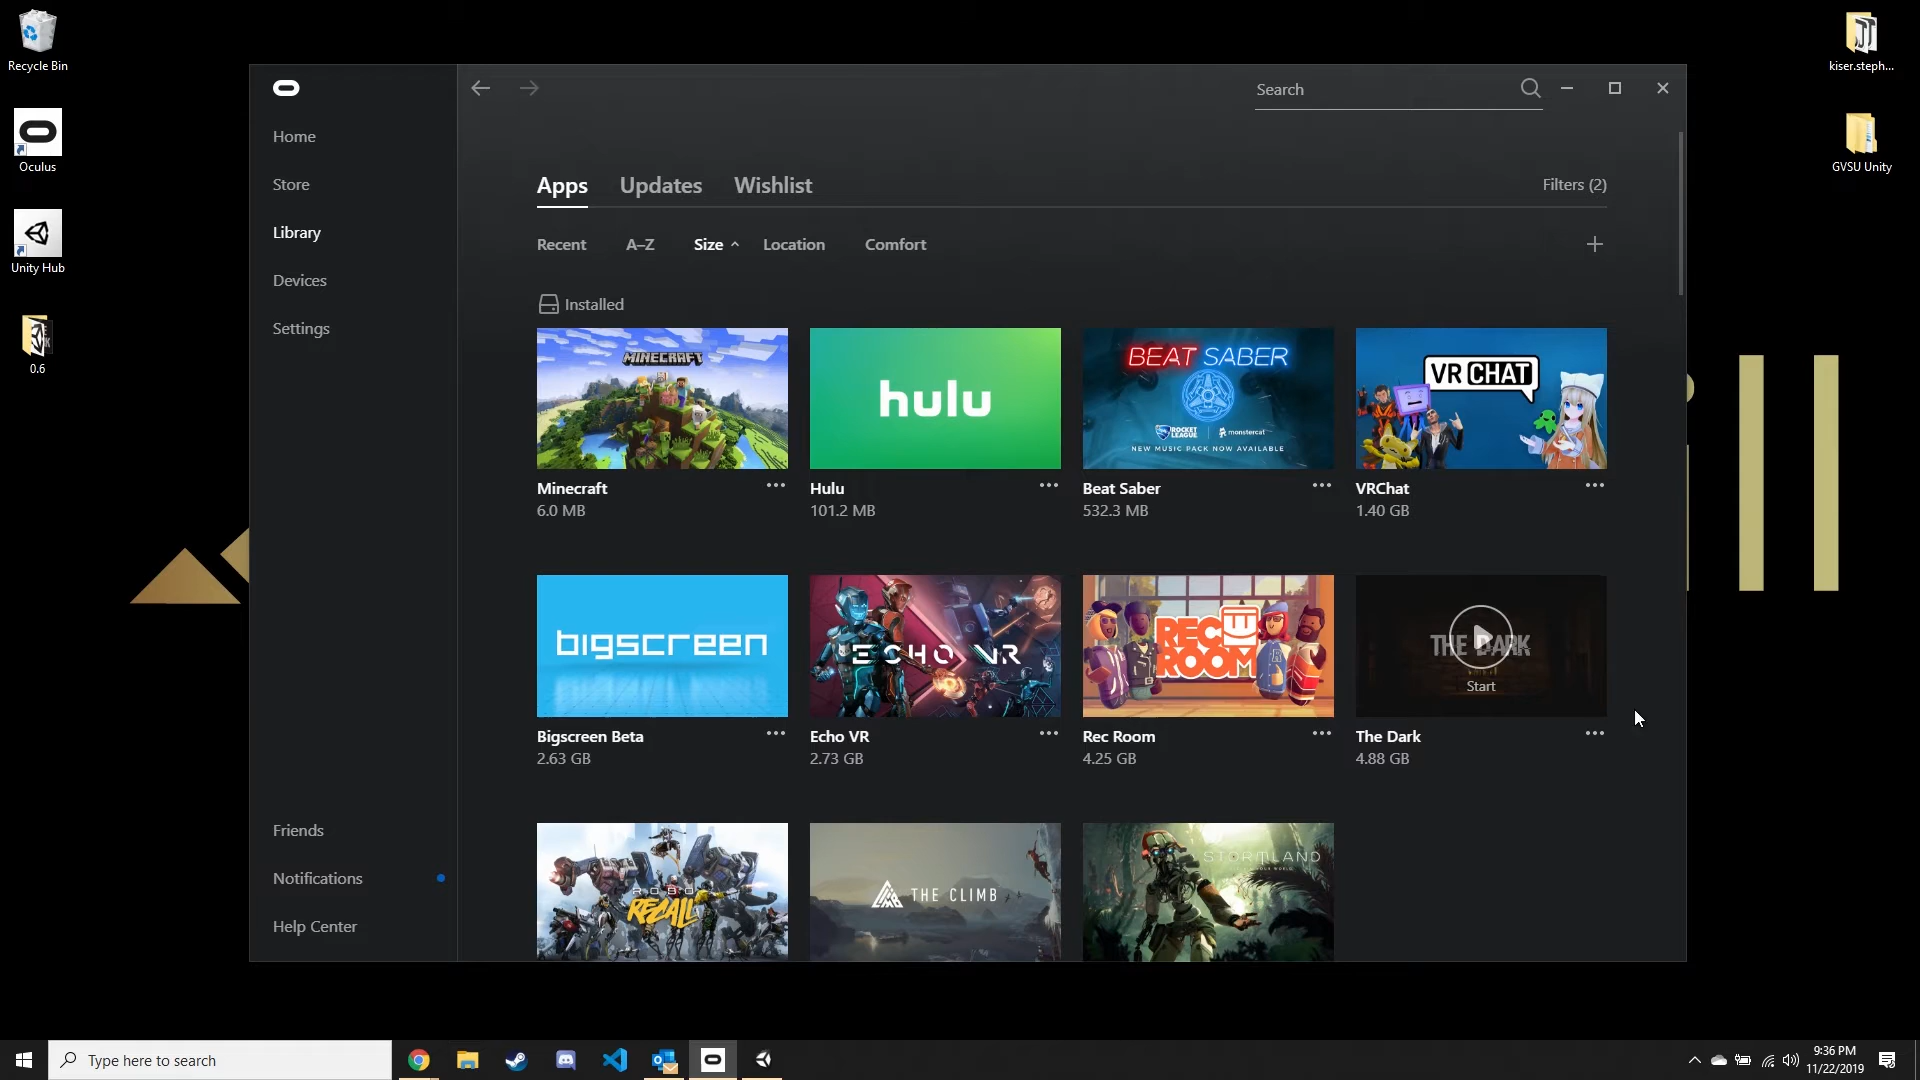 Recycle Bin
Oculus
Unity Hub
0.6
kiser.steph...
GVSU Unity
Home
Store
Library
Devices
Settings
Friends
Notifications
Help Center
Search
Apps
Updates
Wishlist
Filters (2)
Recent
A–Z
Size
Location
Comfort
Installed
MINECRAFT
hulu
BEAT SABER
ROCKET LEAGUE
monstercat
NEW MUSIC PACK NOW AVAILABLE
VR CHAT
Minecraft
6.0 MB
Hulu
101.2 MB
Beat Saber
532.3 MB
VRChat
1.40 GB
bigscreen
ECHO VR
REC ROOM
THE DARK
Start
Bigscreen Beta
2.63 GB
Echo VR
2.73 GB
Rec Room
4.25 GB
The Dark
4.88 GB
ROBO RECALL
THE CLIMB
STORMLAND
Type here to search
9:36 PM
11/22/2019